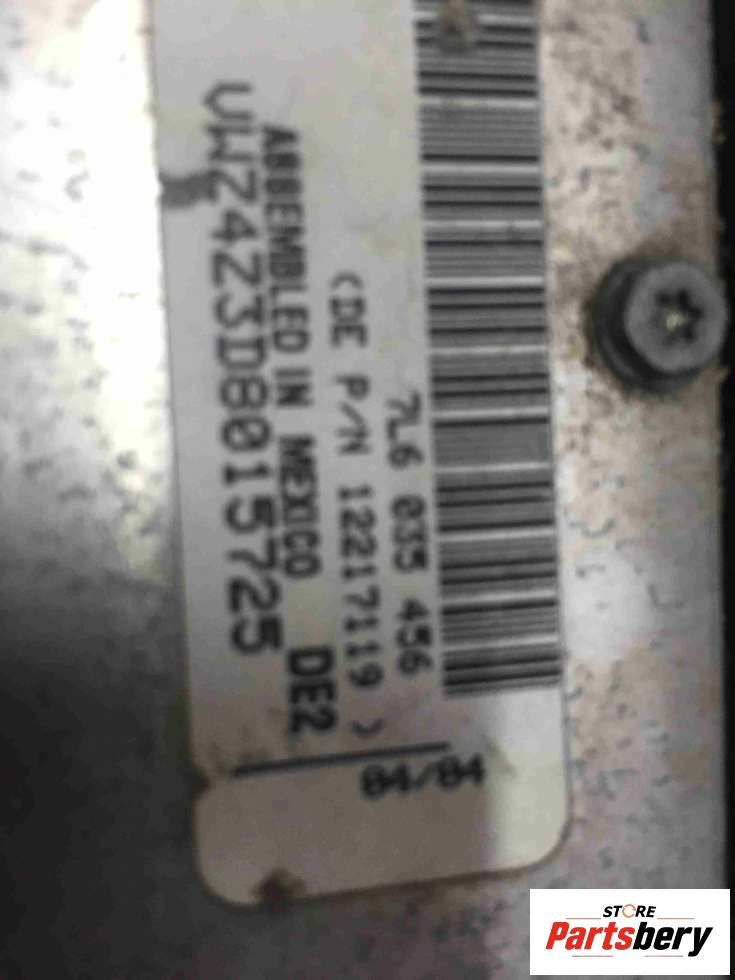 7L6 035 456
(DE P/N 12217119 )
ASSEMBLED IN MEXICO DE2
VWZ4Z3D8015725
04/04
STORE
Partsbery